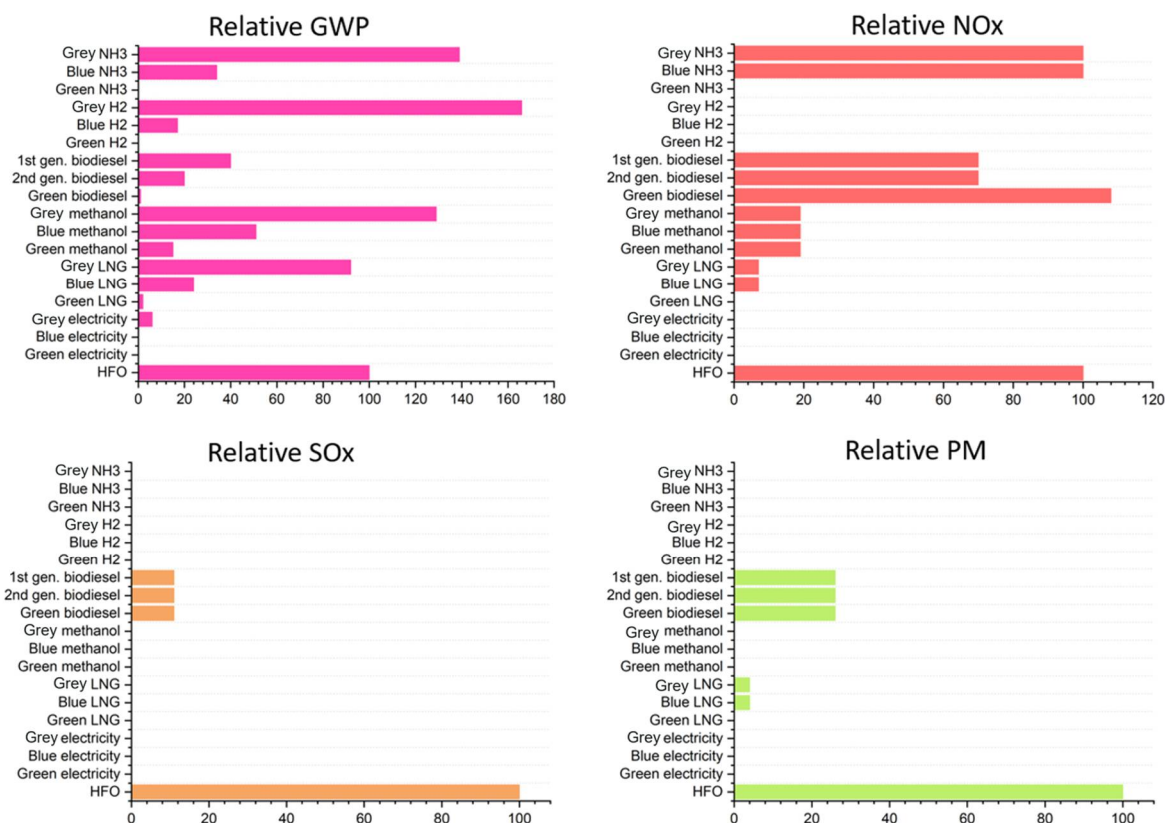 Relative GWP
Grey NH3
Blue NH3
Green NH3
Grey H2
Blue H2
Green H2
1st gen. biodiesel
2nd gen. biodiesel
Green biodiesel
Grey methanol
Blue methanol
Green methanol
Grey LNG
Blue LNG
Green LNG
Grey electricity
Blue electricity
Green electricity
HFO
0 20 40 60 80 100 120 140 160 180
Relative NOx
Grey NH3
Blue NH3
Green NH3
Grey H2
Blue H2
Green H2
1st gen. biodiesel
2nd gen. biodiesel
Green biodiesel
Grey methanol
Blue methanol
Green methanol
Grey LNG
Blue LNG
Green LNG
Grey electricity
Blue electricity
Green electricity
HFO
0 20 40 60 80 100 120
Relative SOx
Grey NH3
Blue NH3
Green NH3
Grey H2
Blue H2
Green H2
1st gen. biodiesel
2nd gen. biodiesel
Green biodiesel
Grey methanol
Blue methanol
Green methanol
Grey LNG
Blue LNG
Green LNG
Grey electricity
Blue electricity
Green electricity
HFO
0 20 40 60 80 100
Relative PM
Grey NH3
Blue NH3
Green NH3
Grey H2
Blue H2
Green H2
1st gen. biodiesel
2nd gen. biodiesel
Green biodiesel
Grey methanol
Blue methanol
Green methanol
Grey LNG
Blue LNG
Green LNG
Grey electricity
Blue electricity
Green electricity
HFO
0 20 40 60 80 100